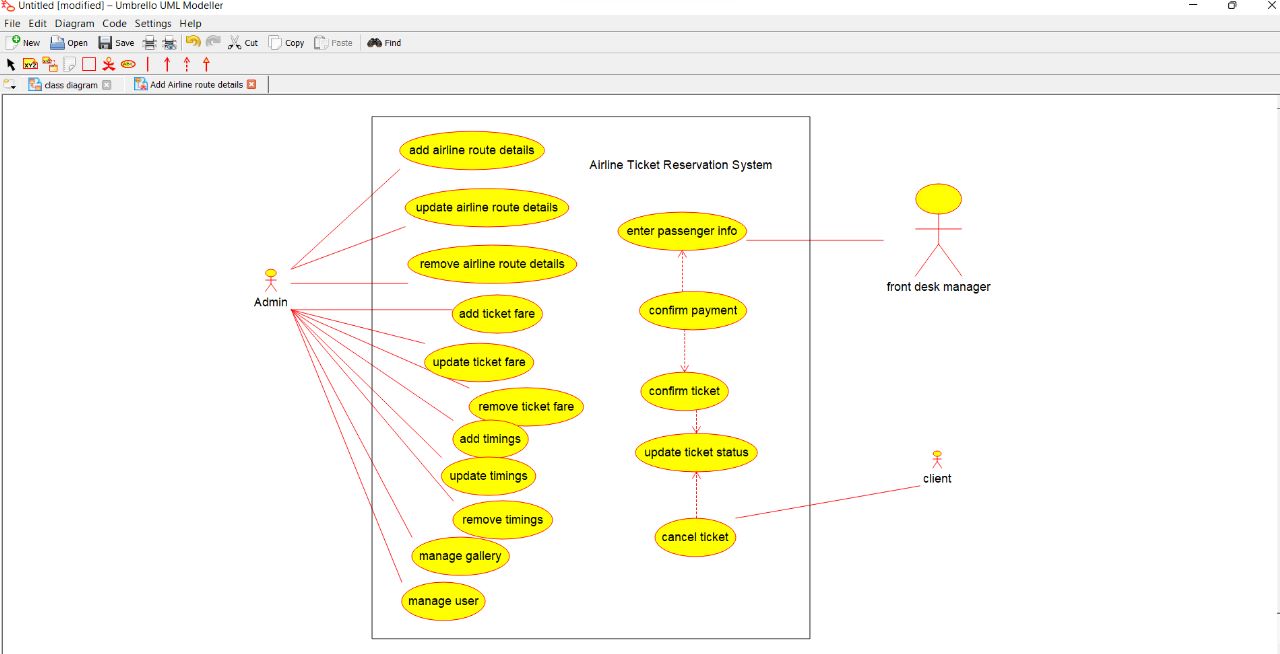 Untitled [modified] – Umbrello UML Modeller
File Edit Diagram Code Settings Help
New Open Save Cut Copy Paste Find
class diagram Add Airline route details
add airline route details
Airline Ticket Reservation System
update airline route details
enter passenger info
remove airline route details
front desk manager
Admin
add ticket fare
confirm payment
update ticket fare
confirm ticket
remove ticket fare
add timings
update ticket status
update timings
client
remove timings
cancel ticket
manage gallery
manage user